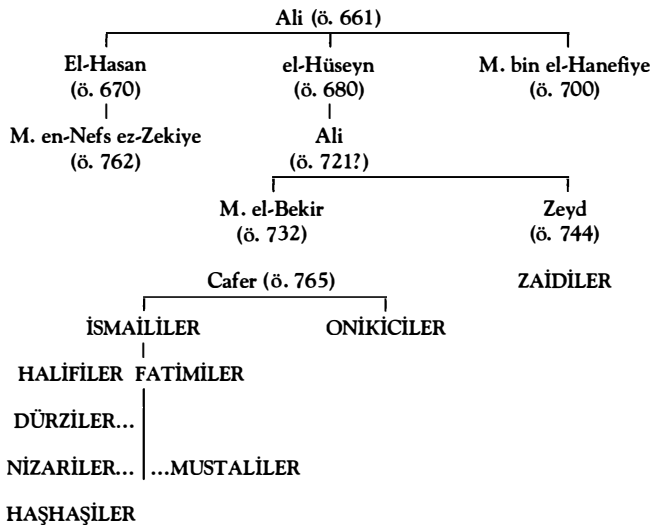 Ali (ö. 661)
El-Hasan el-Hüseyn M. bin el-Hanefiye
(ö. 670) (ö. 680) (ö. 700)
M. en-Nefs ez-Zekiye Ali
(ö. 762) (ö. 721?)
M. el-Bekir Zeyd
(ö. 732) (ö. 744)
Cafer (ö. 765) ZAİDİLER
İSMAİLİLER ONİKİCİLER
HALİFİLER FATİMİLER
DÜRZİLER...
NİZARİLER... ...MUSTALİLER
HAŞHAŞİLER